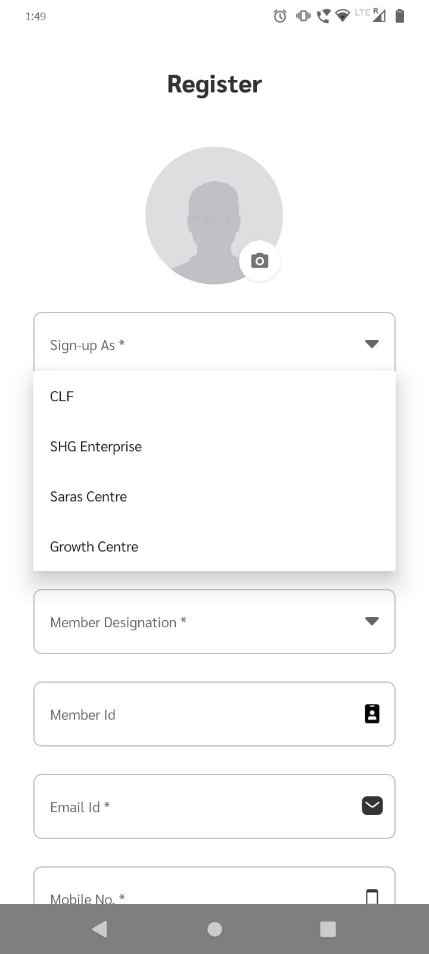 1:49
LTE R
Register
Sign-up As *
CLF
SHG Enterprise
Saras Centre
Growth Centre
Member Designation *
Member Id
Email Id *
Mobile No. *